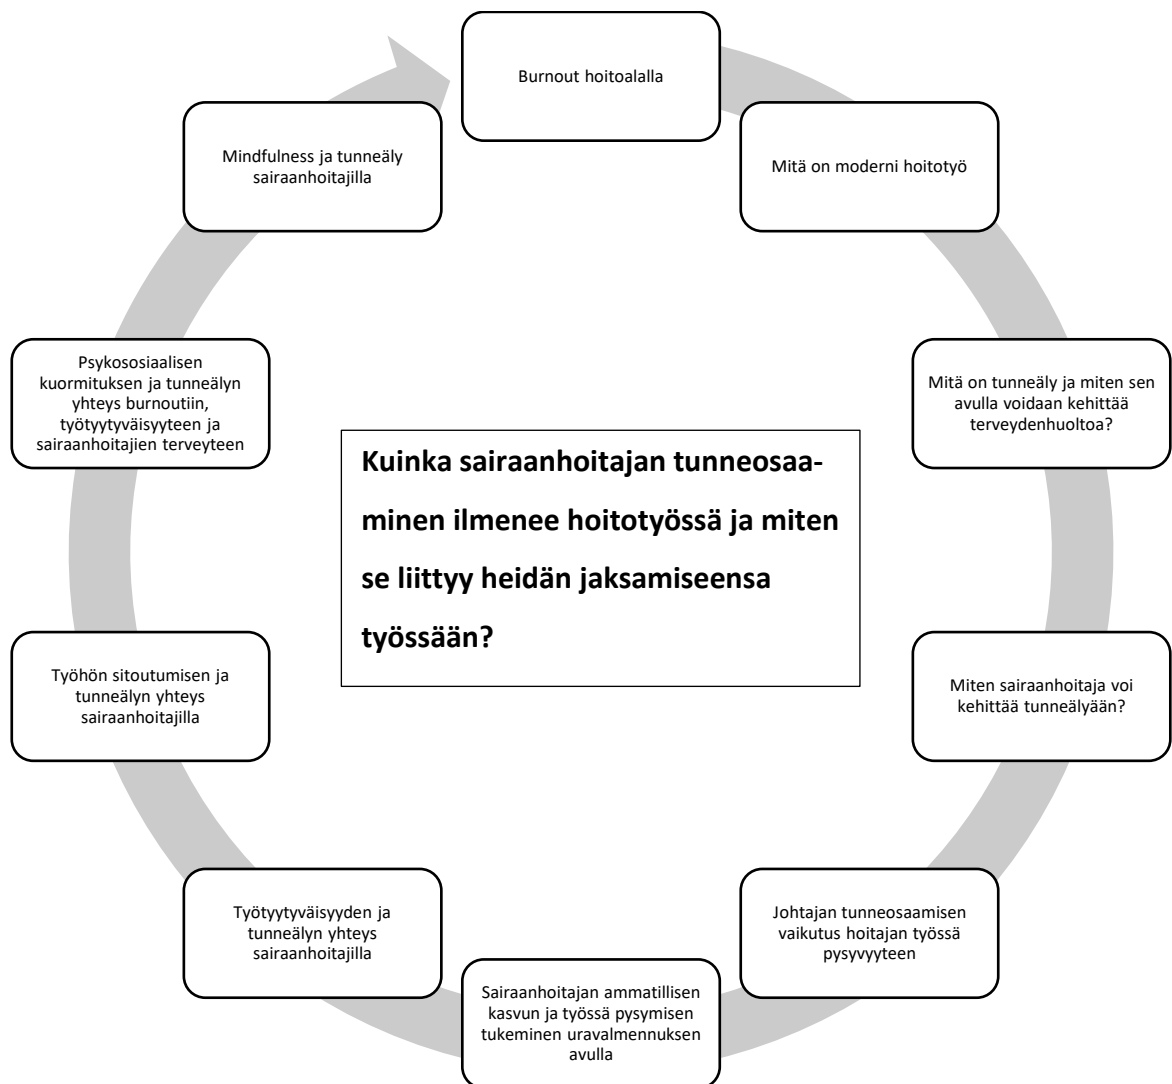 Burnout hoitoalalla
Mitä on moderni hoitotyö
Mitä on tunneäly ja miten sen
avulla voidaan kehittää
terveydenhuoltoa?
Miten sairaanhoitaja voi
kehittää tunneälyään?
Johtajan tunneosaamisen
vaikutus hoitajan työssä
pysyvyyteen
Sairaanhoitajan ammatillisen
kasvun ja työssä pysymisen
tukeminen uravalmennuksen
avulla
Työtyytyväisyyden ja
tunneälyn yhteys
sairaanhoitajilla
Työhön sitoutumisen ja
tunneälyn yhteys
sairaanhoitajilla
Psykososiaalisen
kuormituksen ja tunneälyn
yhteys burnoutiin,
työtyytyväisyyteen ja
sairaanhoitajien terveyteen
Mindfulness ja tunneäly
sairaanhoitajilla
Kuinka sairaanhoitajan tunneosaa-
minen ilmenee hoitotyössä ja miten
se liittyy heidän jaksamiseensa
työssään?